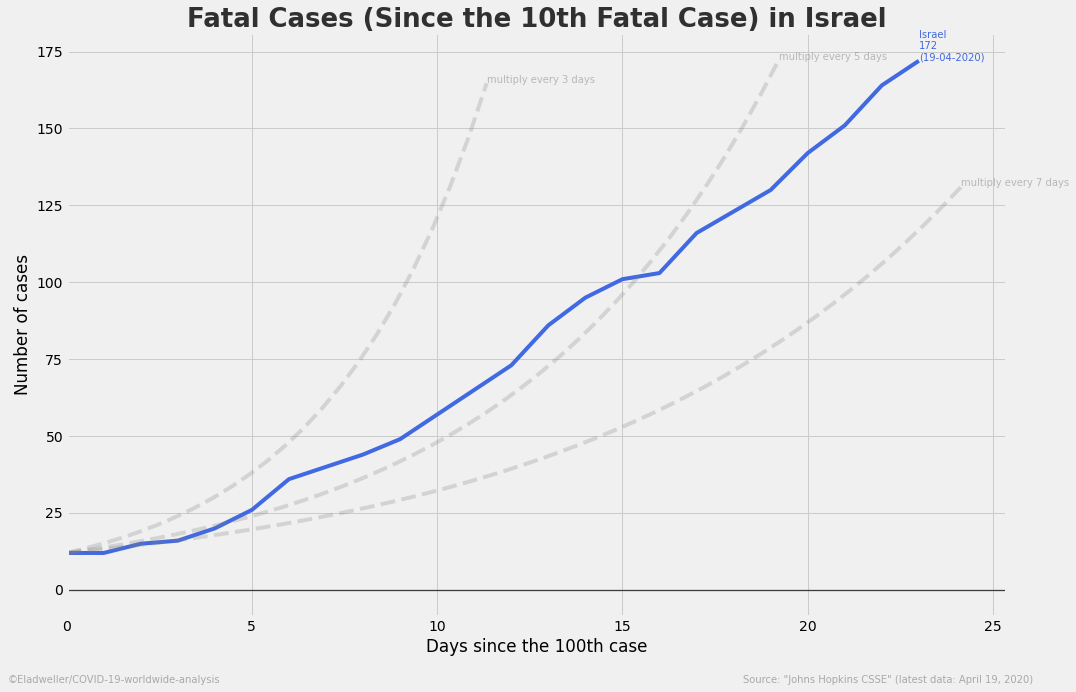 Fatal Cases (Since the 10th Fatal Case) in Israel
Israel
172
(19-04-2020)
multiply every 3 days
multiply every 5 days
multiply every 7 days
Number of cases
175
150
125
100
75
50
25
0
0 5 10 15 20 25
Days since the 100th case
©Eladweller/COVID-19-worldwide-analysis
Source: "Johns Hopkins CSSE" (latest data: April 19, 2020)